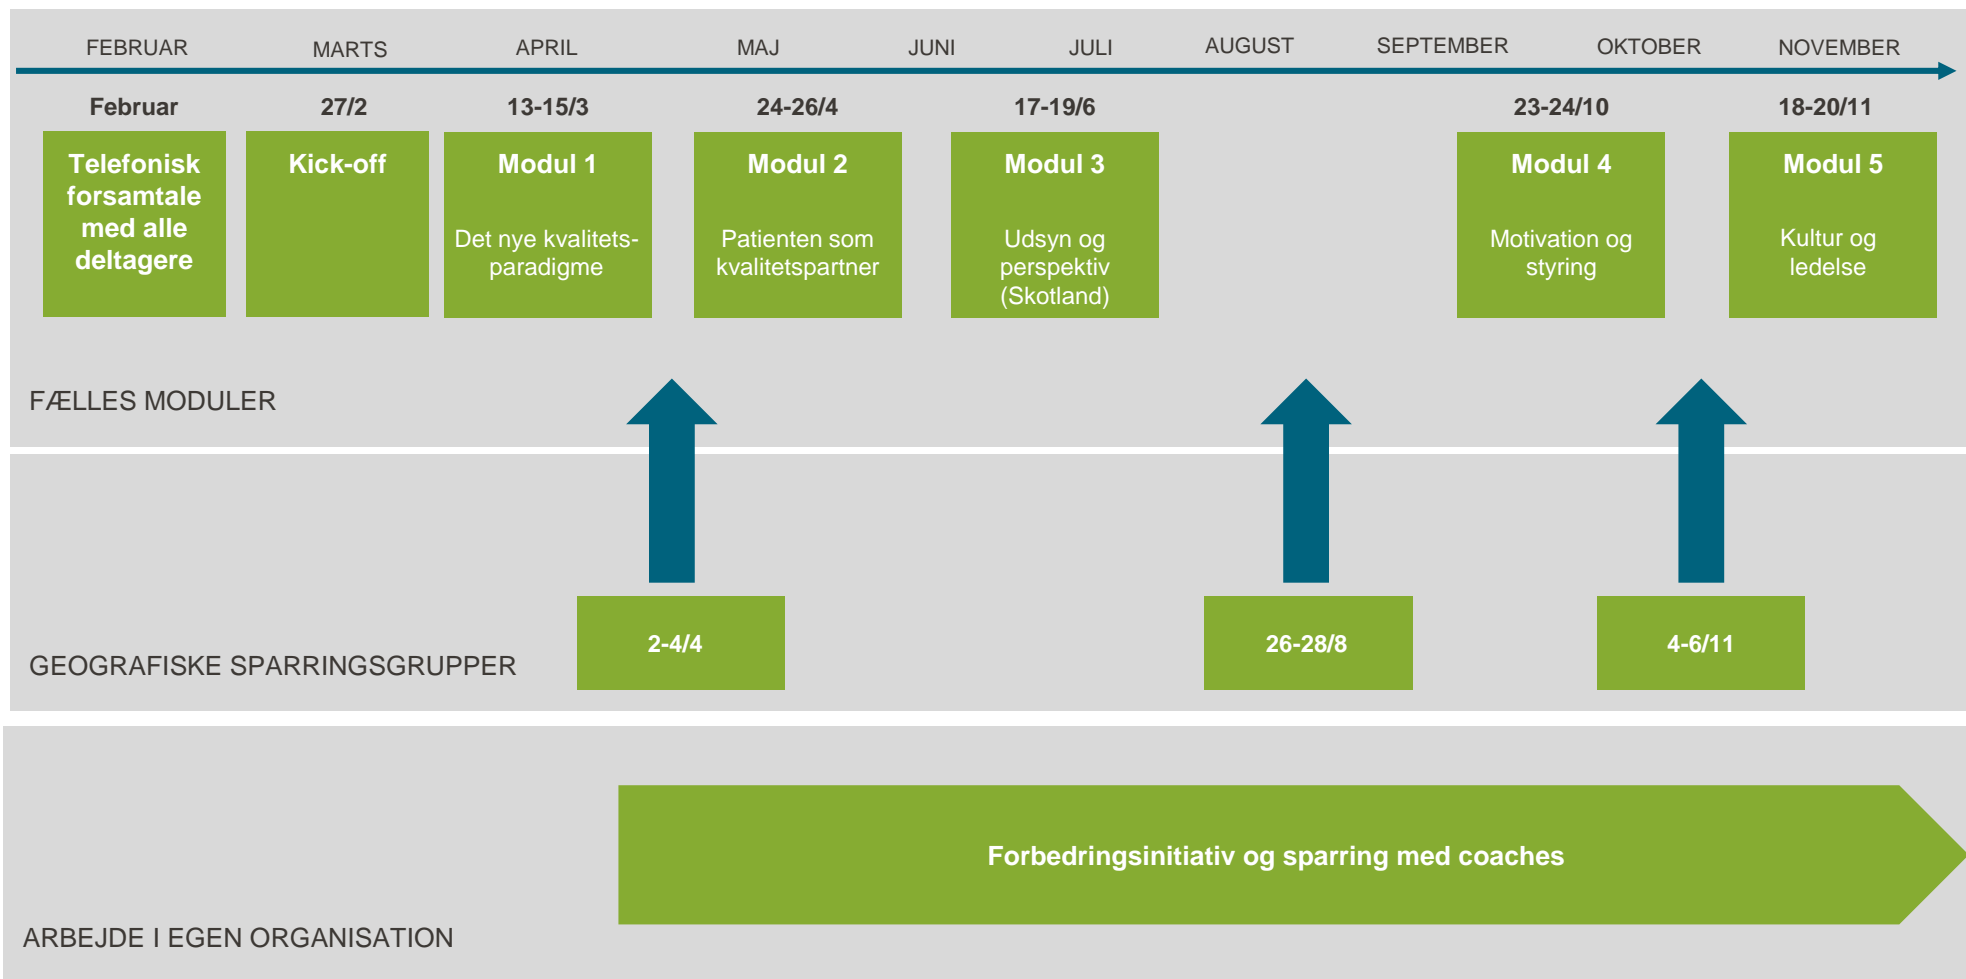 FEBRUAR
MARTS
APRIL
MAJ
JUNI
JULI
AUGUST
SEPTEMBER
OKTOBER
NOVEMBER
Februar
27/2
13-15/3
24-26/4
17-19/6
23-24/10
18-20/11
Telefonisk
forsamtale
med alle
deltagere
Kick-off
Modul 1
Det nye kvalitets-
paradigme
Modul 2
Patienten som
kvalitetspartner
Modul 3
Udsyn og
perspektiv
(Skotland)
Modul 4
Motivation og
styring
Modul 5
Kultur og
ledelse
FÆLLES MODULER
2-4/4
26-28/8
4-6/11
GEOGRAFISKE SPARRINGSGRUPPER
Forbedringsinitiativ og sparring med coaches
ARBEJDE I EGEN ORGANISATION